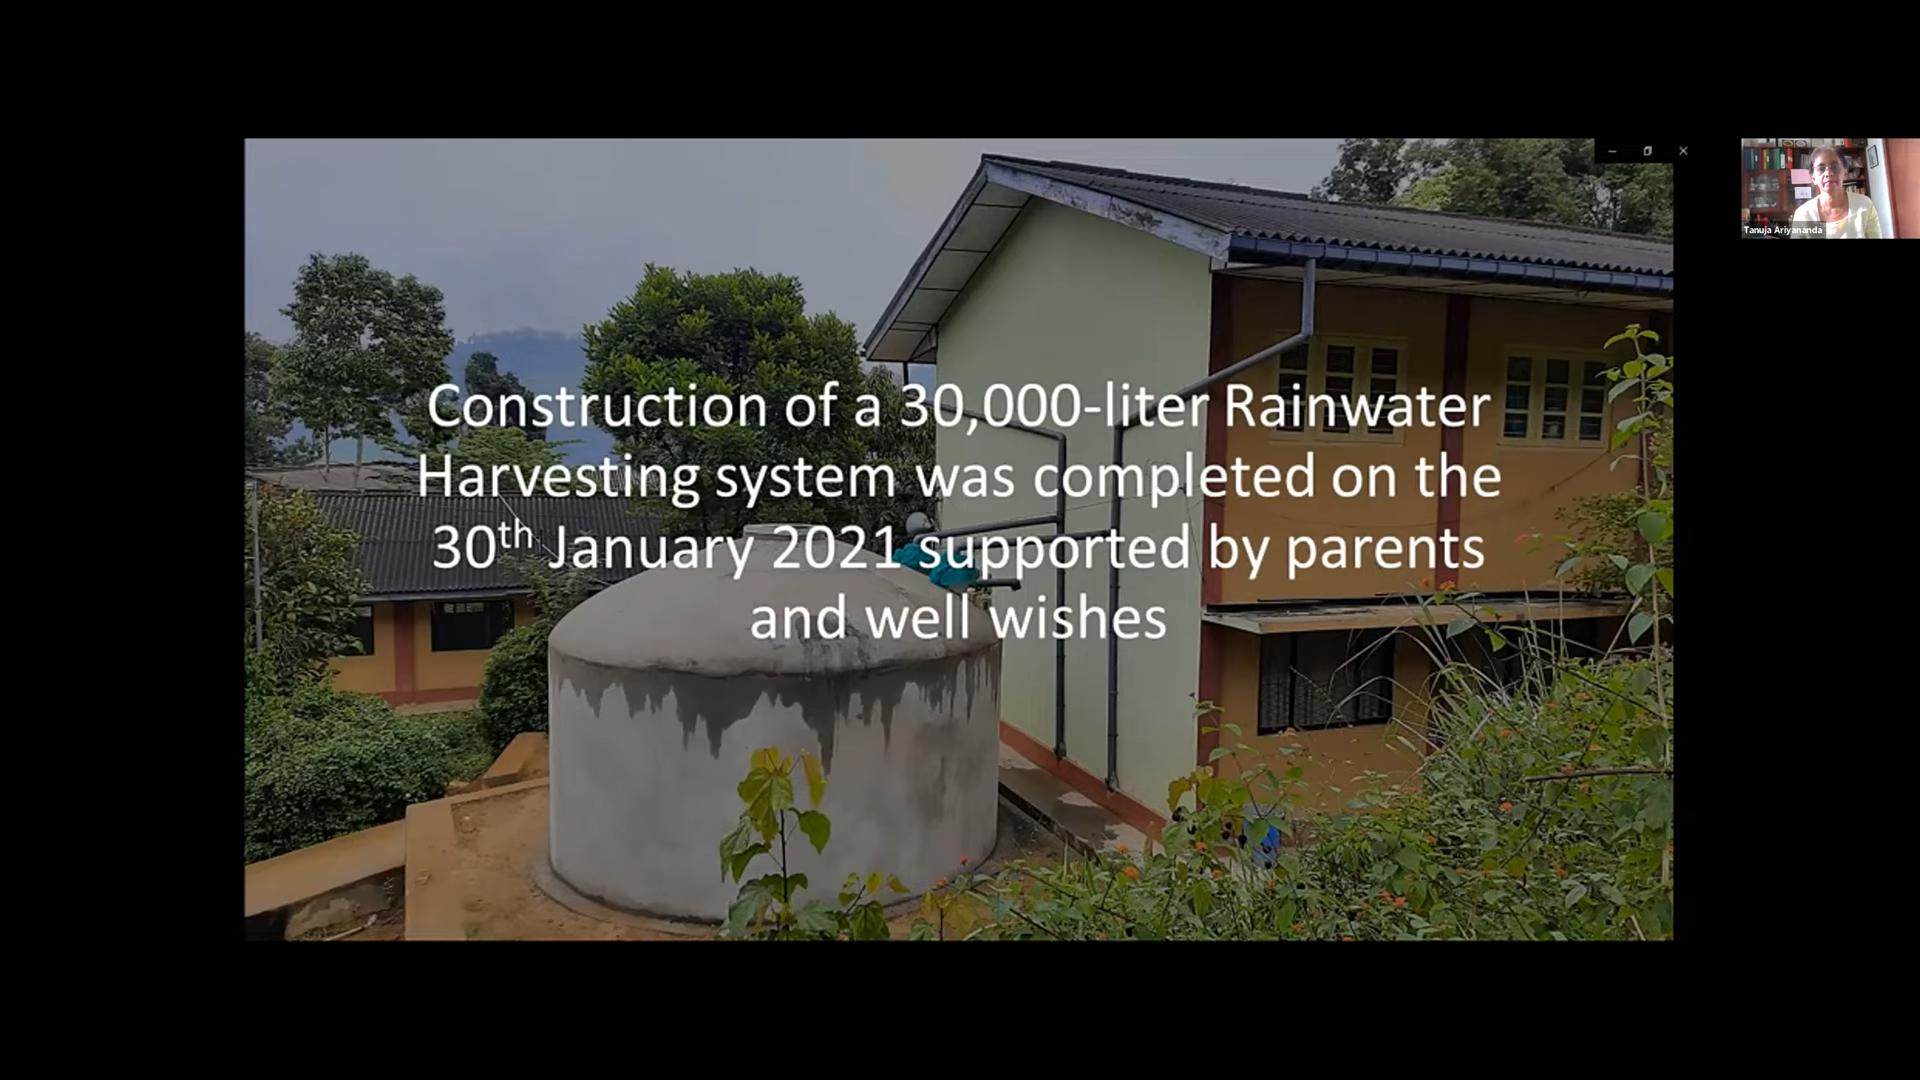 Construction of a 30,000-liter Rainwater
Harvesting system was completed on the
30th January 2021 supported by parents
and well wishes
Tanuja Ariyananda